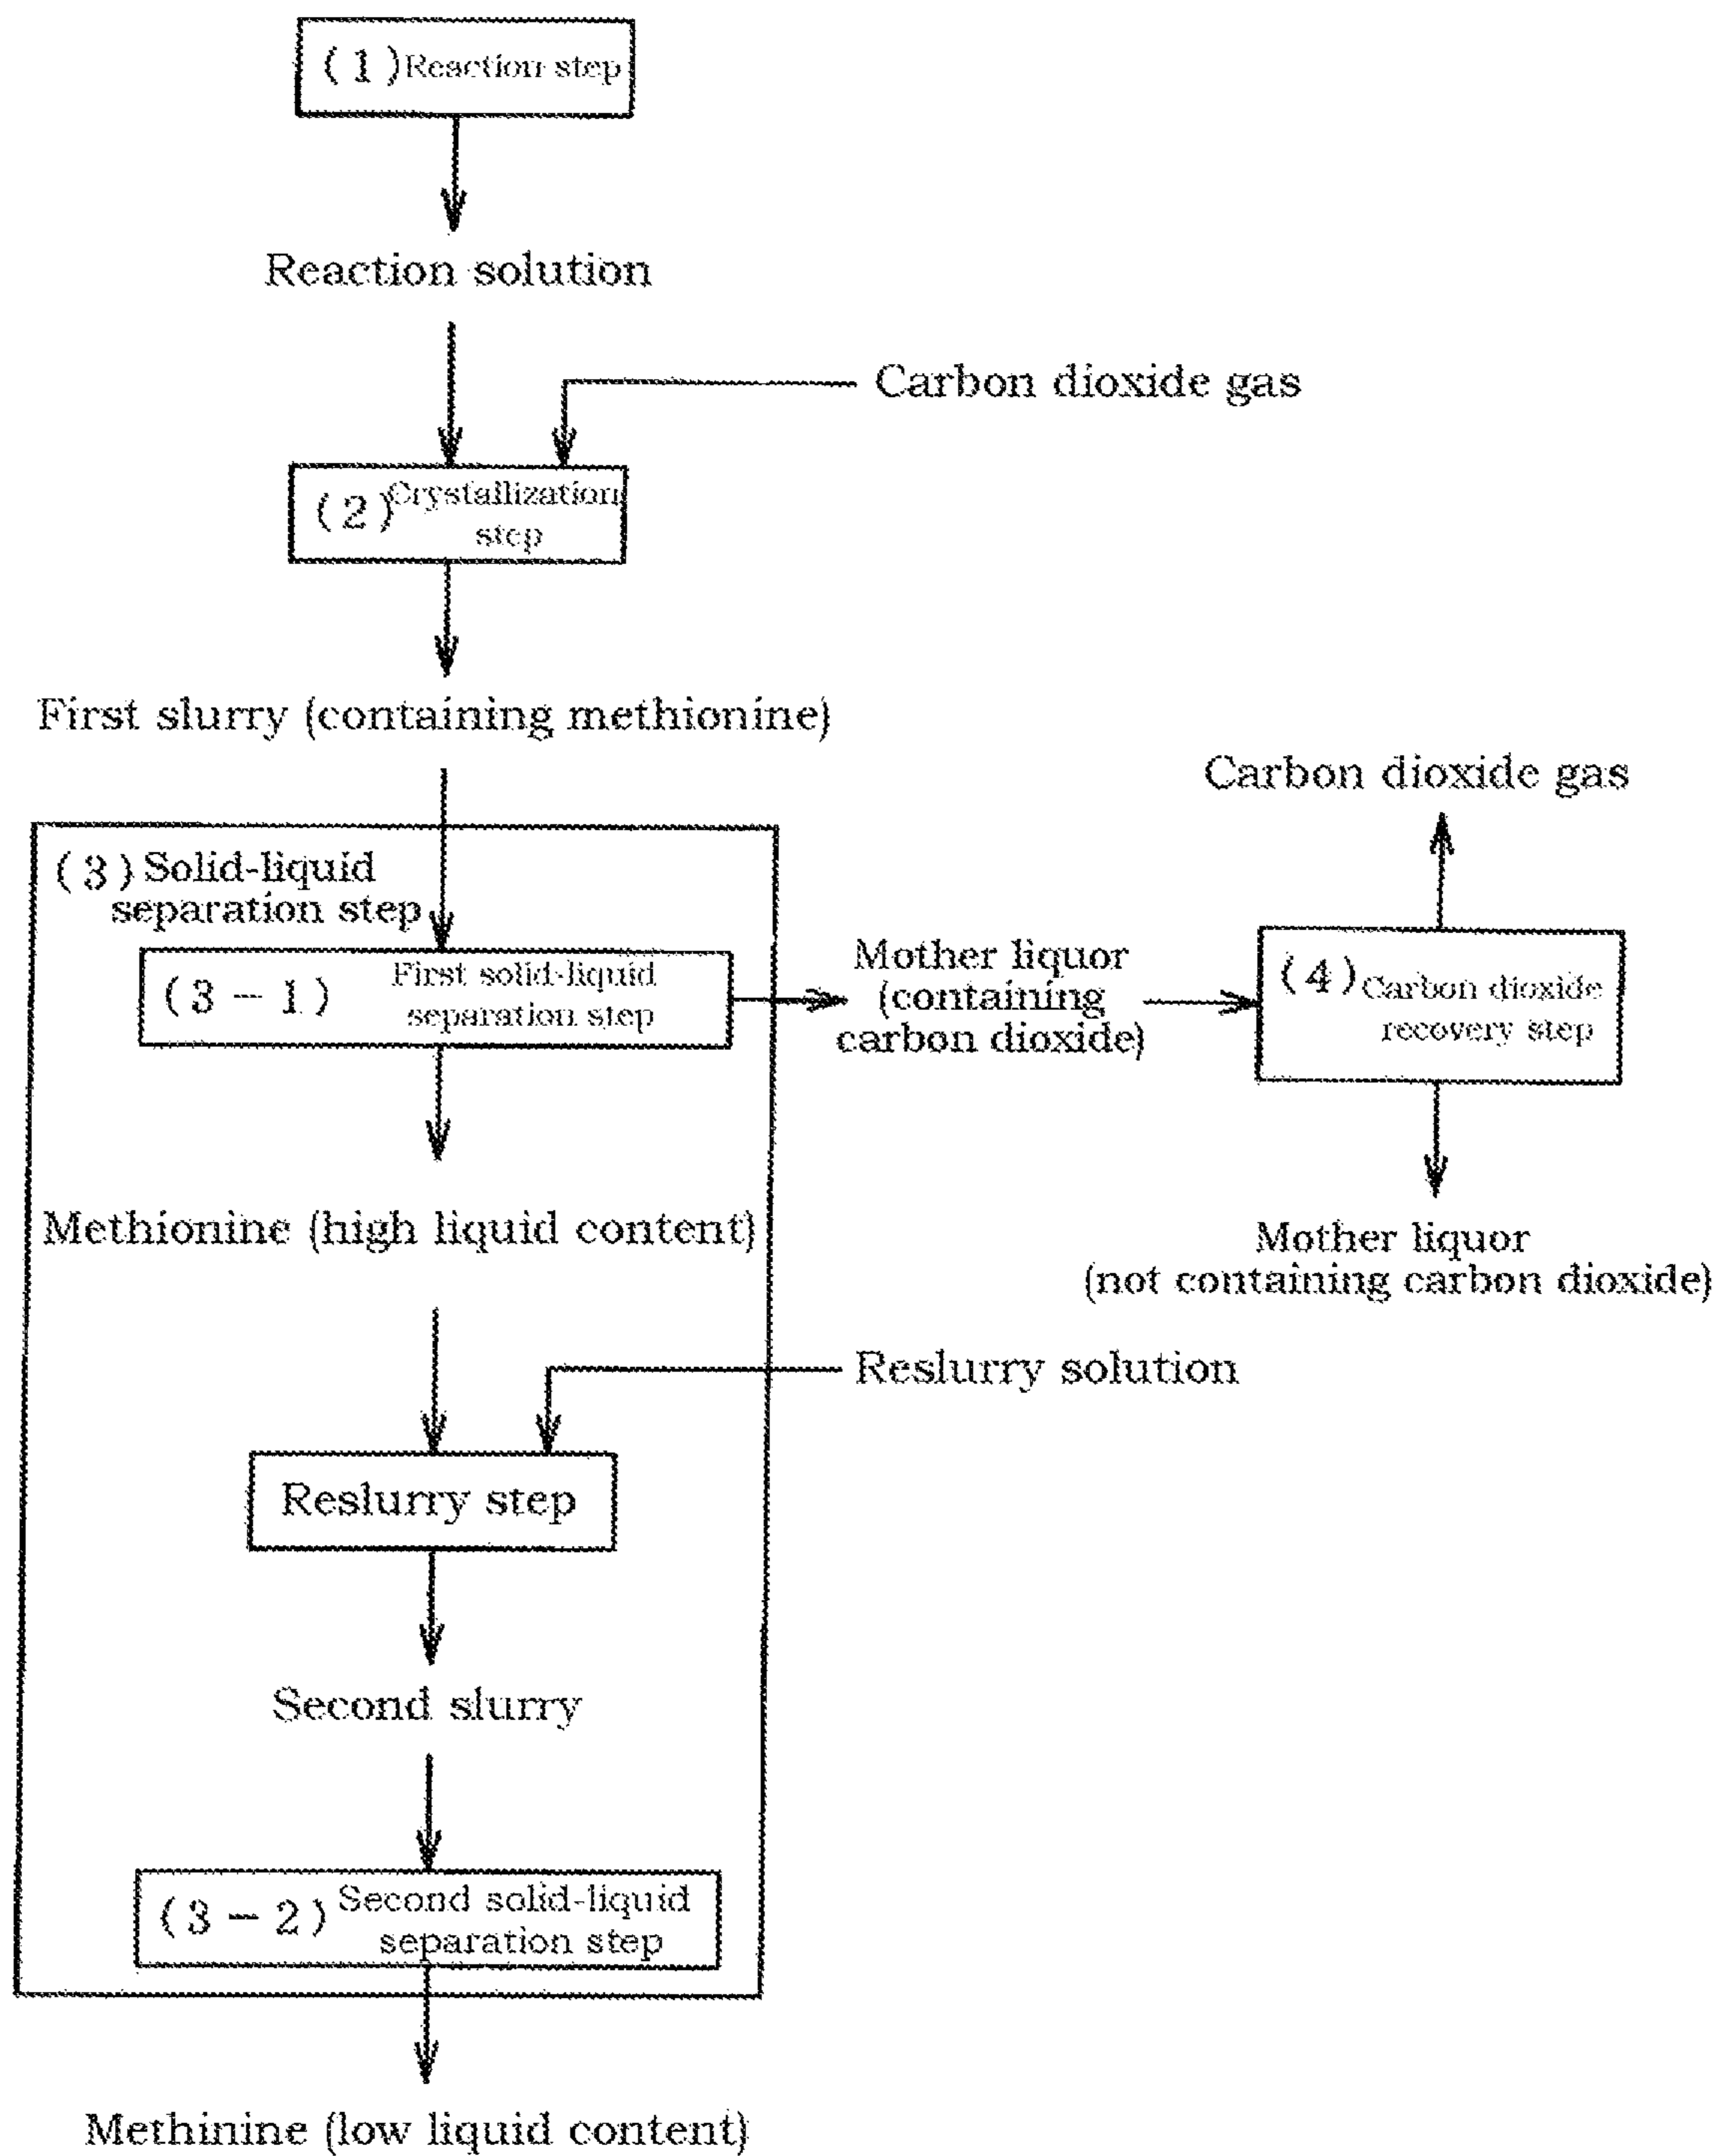 (1) Reaction step
Reaction solution
Carbon dioxide gas
(2) Crystallization
step
First slurry (containing methionine)
Carbon dioxide gas
(3) Solid-liquid
separation step
(3-1) First solid-liquid
separation step
Mother liquor
(containing
carbon dioxide)
(4) Carbon dioxide
recovery step
Methionine (high liquid content)
Mother liquor
(not containing carbon dioxide)
Reslurry solution
Reslurry step
Second slurry
(3-2) Second solid-liquid
separation step
Methinine (low liquid content)